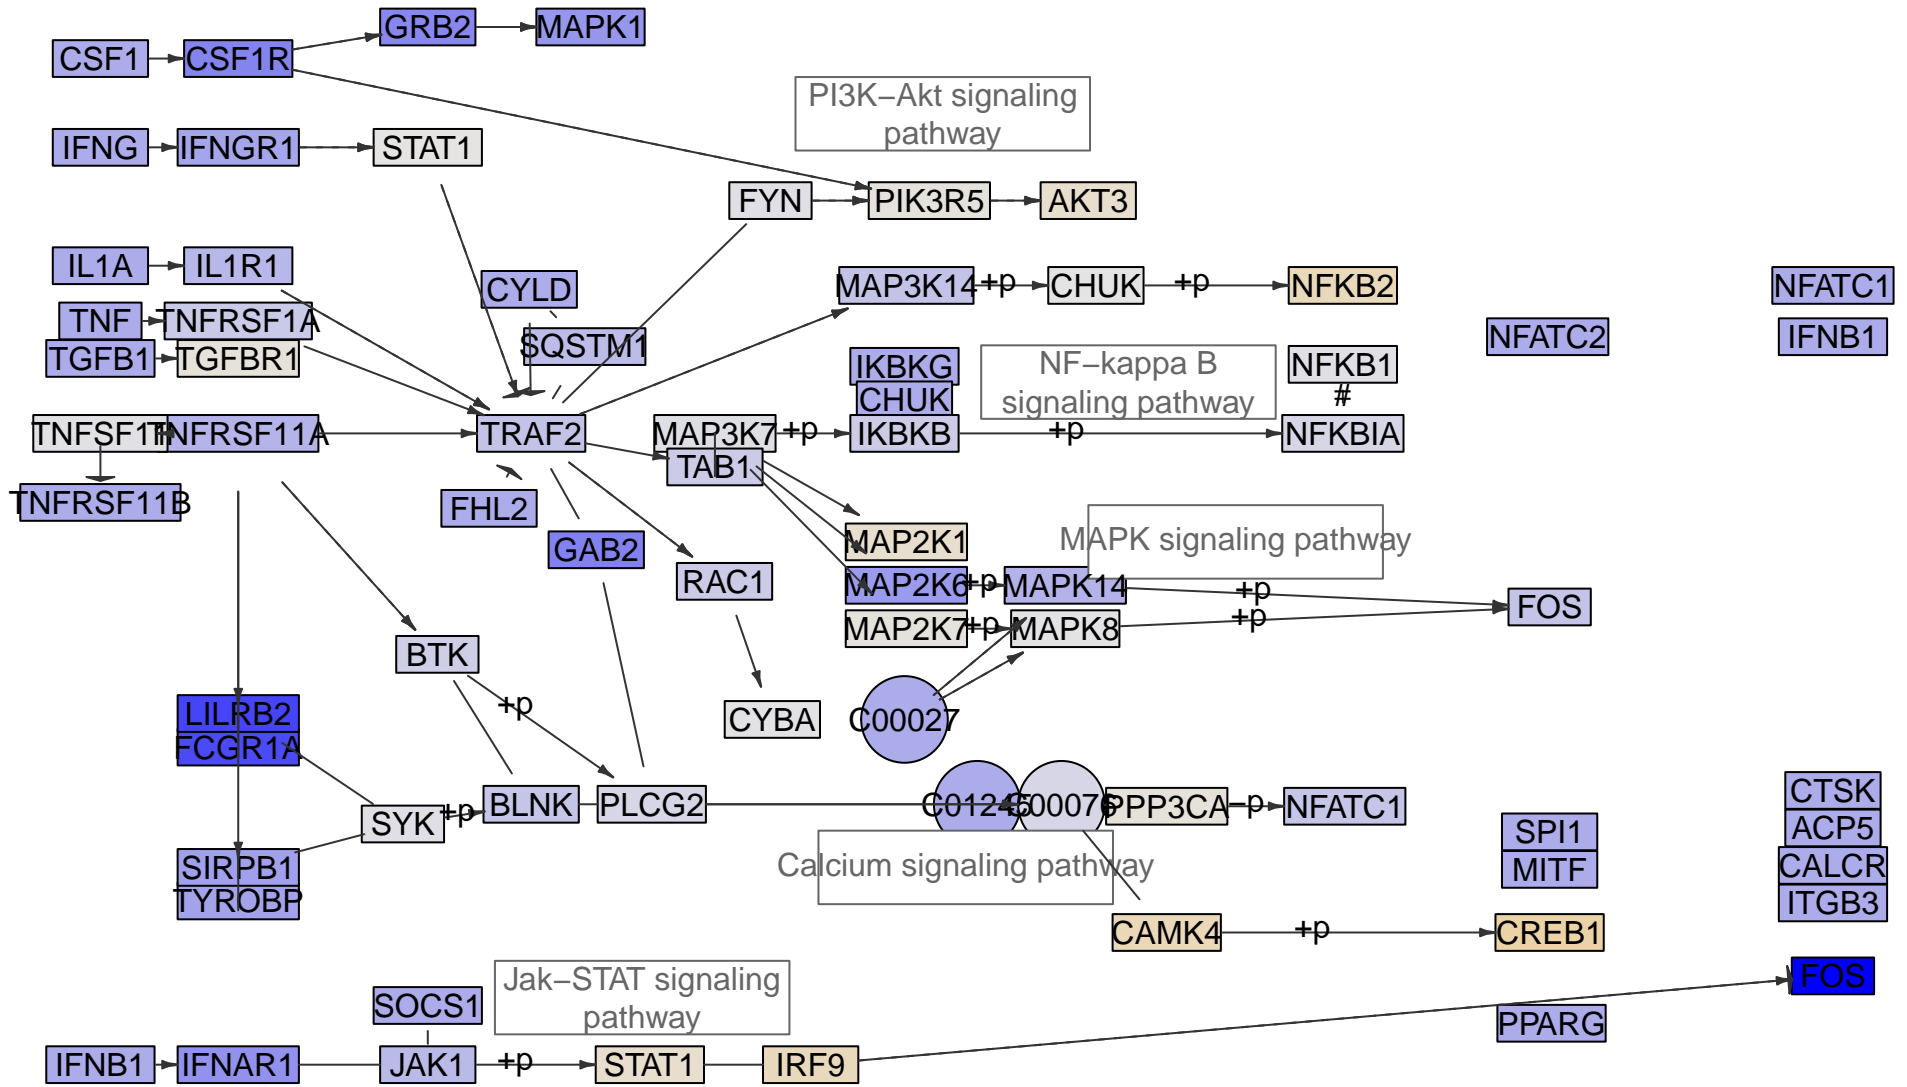 GRB2
MAPK1
CSF1
CSF1R
PI3K−Akt signaling
pathway
IFNG
IFNGR1
STAT1
FYN
PIK3R5
AKT3
IL1A
IL1R1
CYLD
MAP3K14
+p
CHUK
+p
NFKB2
NFATC1
TNF
TNFRSF1A
SQSTM1
NFATC2
IFNB1
TGFB1
TGFBR1
IKBKG
NF−kappa B
signaling pathway
NFKB1
#
CHUK
TNFRSF11A
TRAF2
MAP3K7
+p
IKBKB
+p
NFKBIA
TAB1
TNFRSF11B
FHL2
GAB2
MAP2K1
MAPK signaling pathway
RAC1
MAP2K6
+p
MAPK14
+p
FOS
MAP2K7
+p
MAPK8
+p
BTK
+p
LILRB2
FCGR1A
CYBA
C00027
SYK
+p
BLNK
PLCG2
C00076
PPP3CA
−p
NFATC1
CTSK
SPI1
ACP5
SIRPB1
Calcium signaling pathway
MITF
CALCR
TYROBP
ITGB3
CAMK4
+p
CREB1
Jak−STAT signaling
pathway
FOS
SOCS1
PPARG
IFNB1
IFNAR1
JAK1
+p
STAT1
IRF9